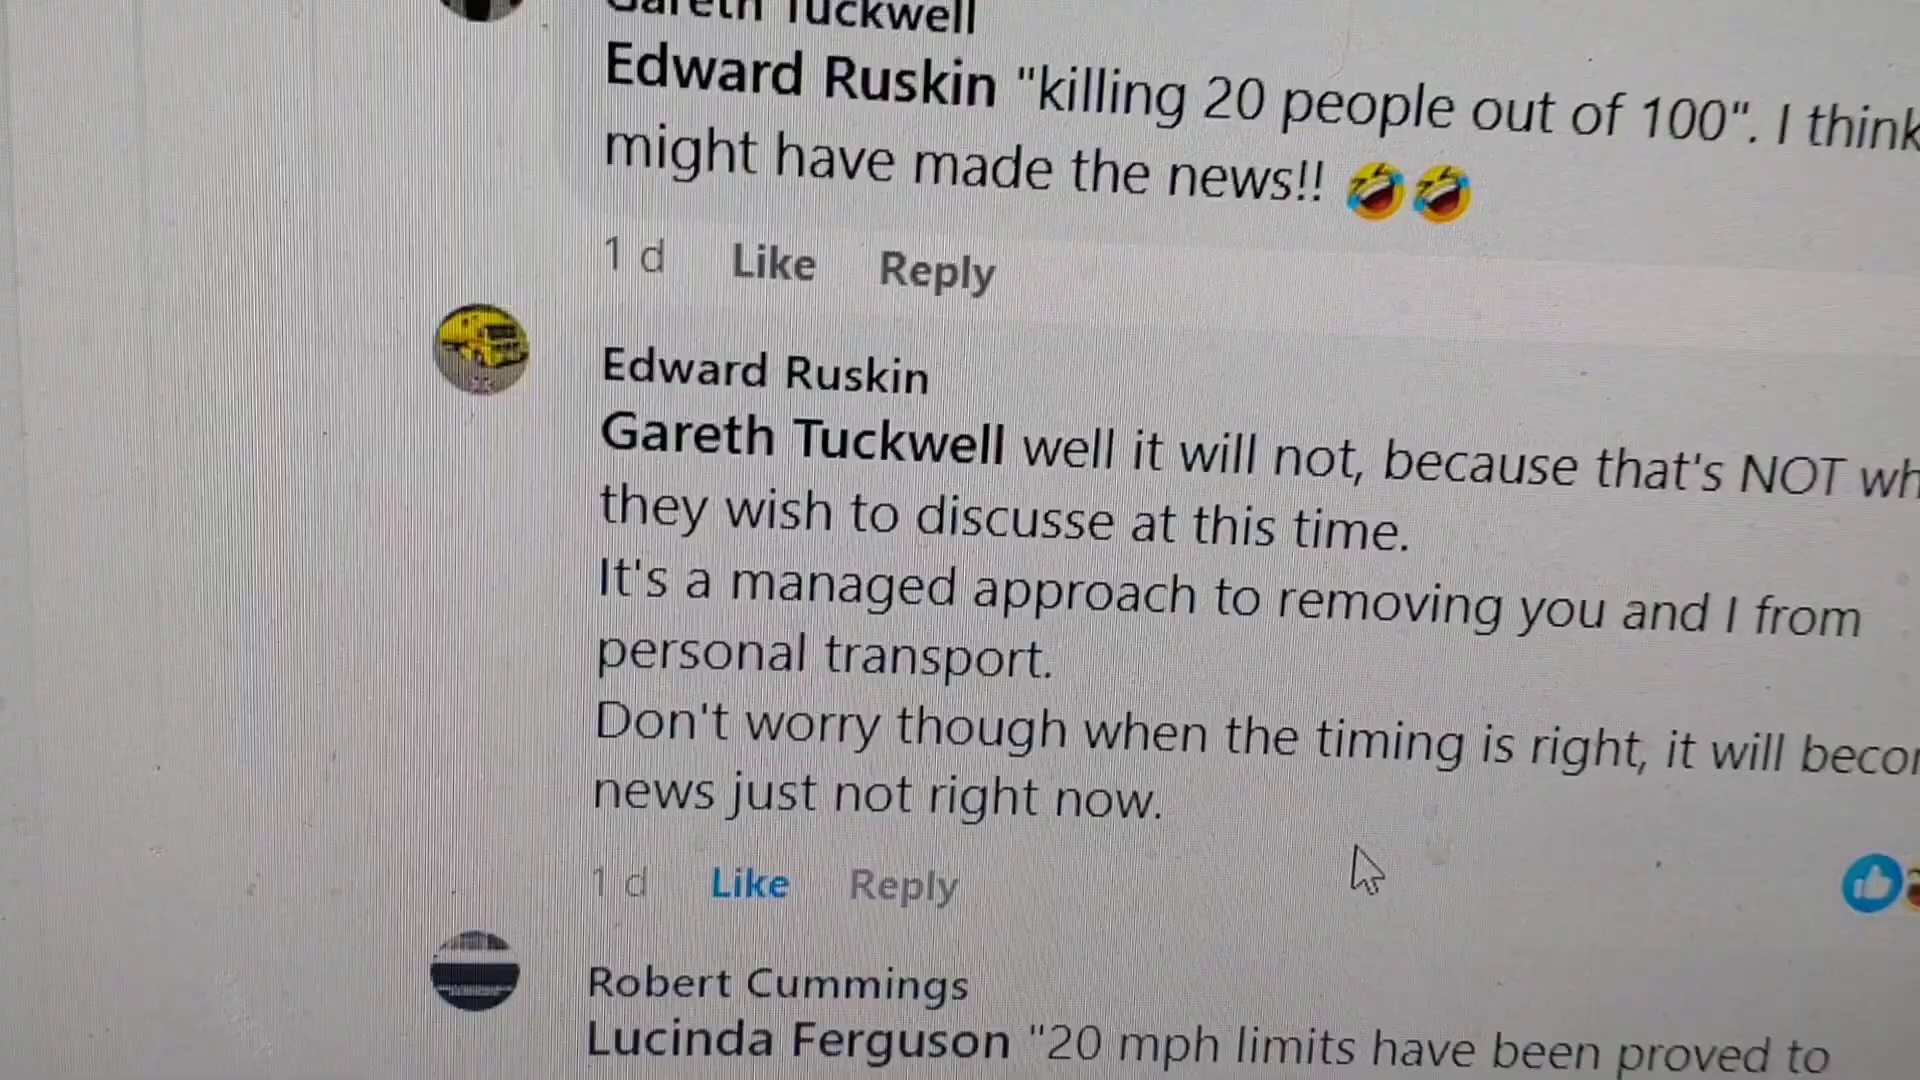 Gareth Tuckwell
Edward Ruskin "killing 20 people out of 100". I think
might have made the news!! 🤣🤣
1 d Like Reply
Edward Ruskin
Gareth Tuckwell well it will not, because that's NOT
they wish to discusse at this time.
It's a managed approach to removing you and I from
personal transport.
Don't worry though when the timing is right, it will
news just not right now.
1 d Like Reply
Robert Cummings
Lucinda Ferguson "20 mph limits have been proved to